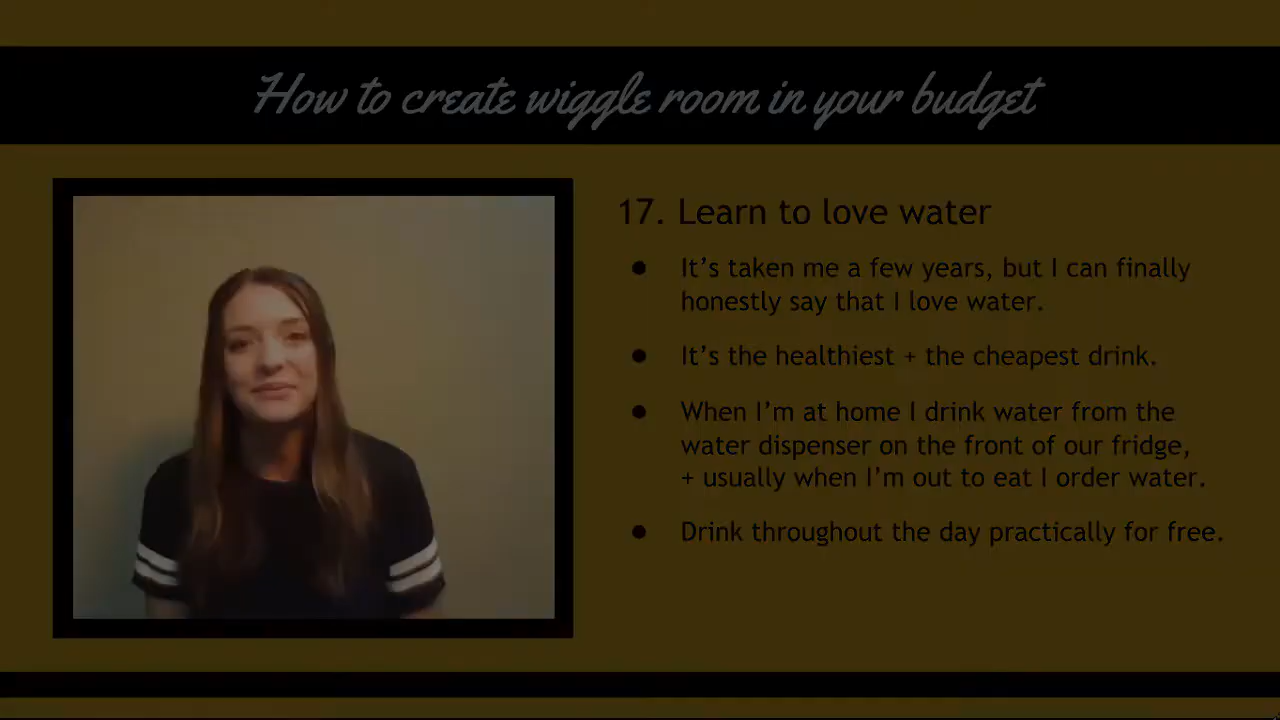 How to create wiggle room in your budget
17. Learn to love water
● It's taken me a few years, but I can finally
honestly say that I love water.
● It's the healthiest + the cheapest drink.
● When I'm at home I drink water from the
water dispenser on the front of our fridge,
+ usually when I'm out to eat I order water.
● Drink throughout the day practically for free.